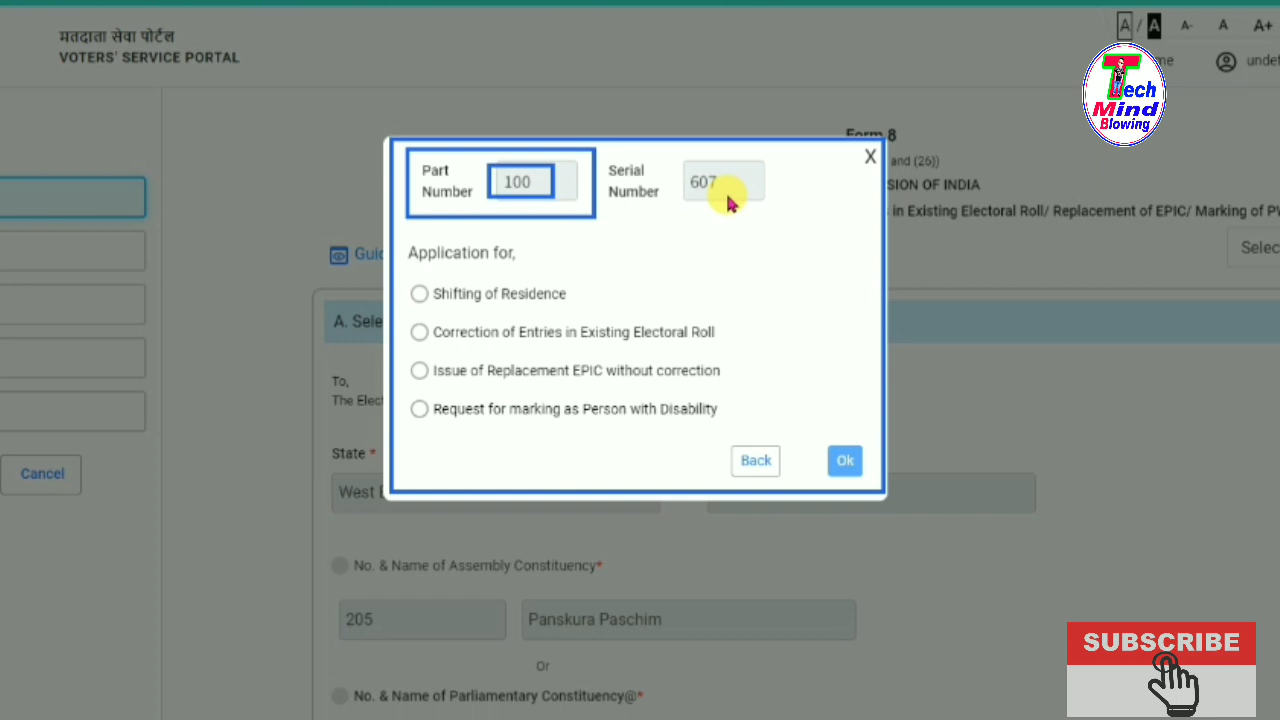 A / A A- A A+
मतदाता सेवा पोर्टल
VOTERS' SERVICE PORTAL
Tech
Mind
Blowing
Form 8
and (26))
SION OF INDIA
in Existing Electoral Roll/ Replacement of EPIC/ Marking of
X
Part
Number
100
Serial
Number
607
Application for,
Shifting of Residence
Correction of Entries in Existing Electoral Roll
Issue of Replacement EPIC without correction
Request for marking as Person with Disability
Back
Ok
A. Sele
To,
The Elect
State *
West
Cancel
No. & Name of Assembly Constituency*
205
Panskura Paschim
Or
No. & Name of Parliamentary Constituency@*
SUBSCRIBE